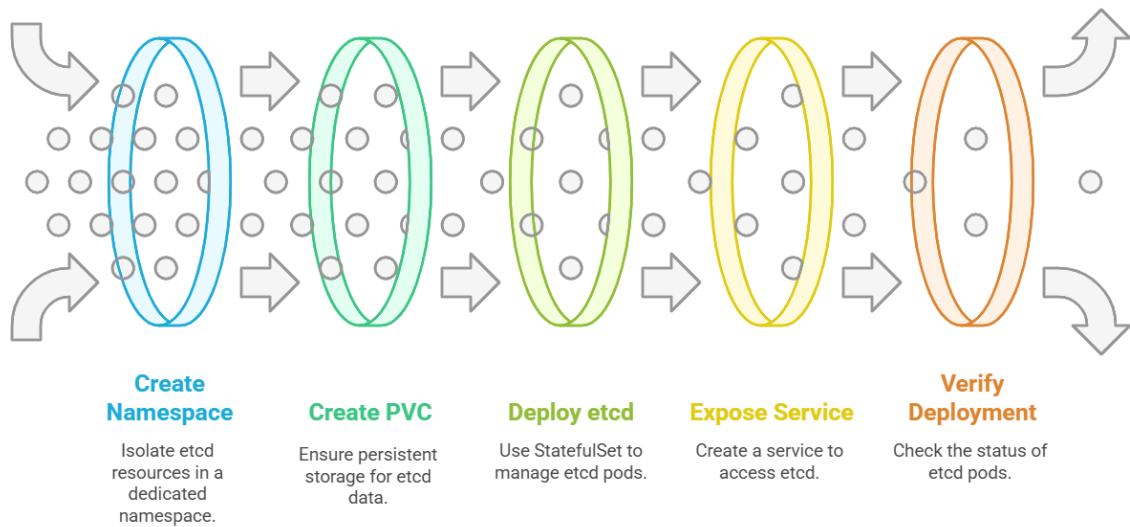 Create
Namespace
Isolate etcd
resources in a
dedicated
namespace.
Create PVC
Ensure persistent
storage for etcd
data.
Deploy etcd
Use StatefulSet to
manage etcd pods.
Expose Service
Create a service to
access etcd.
Verify
Deployment
Check the status of
etcd pods.